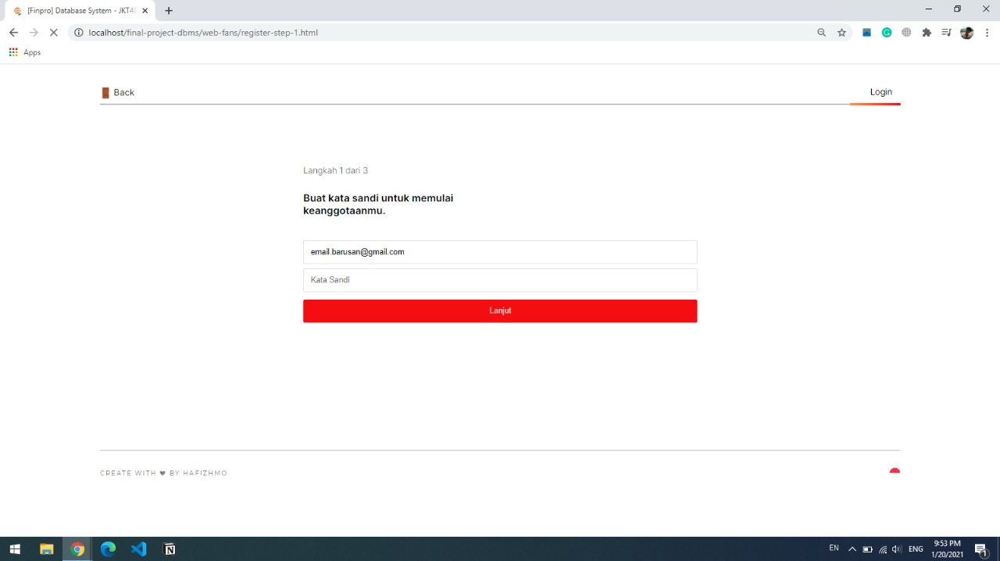 [Finpro] Database System - JKT48
localhost/final-project-dbms/web-fans/register-step-1.html
Apps
Back
Login
Langkah 1 dari 3
Buat kata sandi untuk memulai
keanggotaanmu.
email.barusan@gmail.com
Kata Sandi
Lanjut
CREATE WITH ❤ BY HAFIZHMO
EN
ENG
9:53 PM
1/20/2021
1